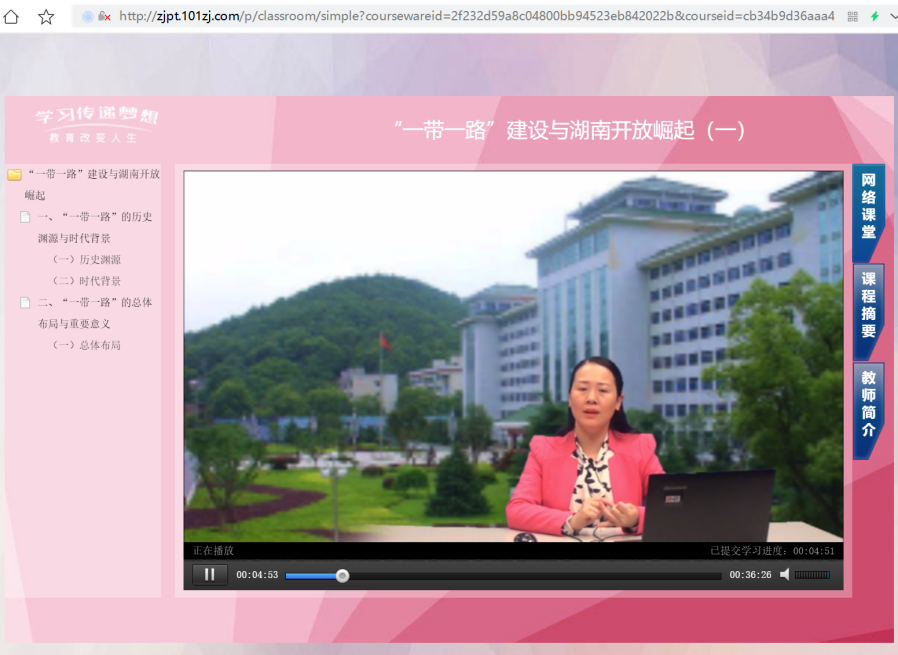 http://zjpt.101zj.com/p/classroom/simple?coursewareid=2f232d59a8c04800bb94523eb842022b&courseid=cb34b9d36aaa4
学习传递梦想
教育改变人生
“一带一路”建设与湖南开放崛起（一）
“一带一路”建设与湖南开放
崛起
一、“一带一路”的历史
渊源与时代背景
（一）历史渊源
（二）时代背景
二、“一带一路”的总体
布局与重要意义
（一）总体布局
网络课堂
课程摘要
教师简介
正在播放
已提交学习进度：00:04:51
00:04:53
00:36:26